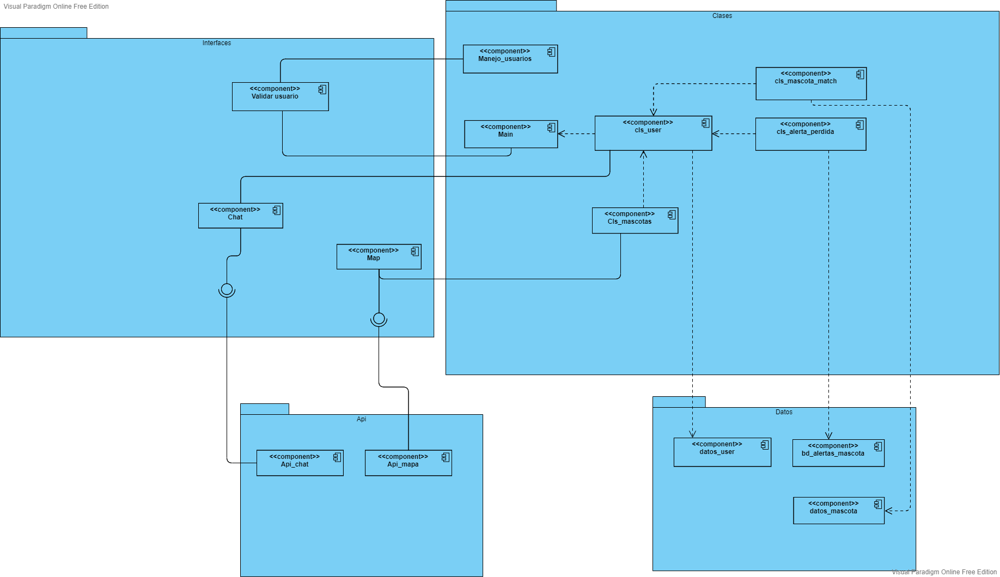 Visual Paradigm Online Free Edition
Clases
Interfaces
<<component>>
Manejo_usuarios
<<component>>
cls_mascota_match
<<component>>
Validar usuario
<<component>>
Main
<<component>>
cls_user
<<component>>
cls_alerta_perdida
<<component>>
Chat
<<component>>
Cls_mascotas
<<component>>
Map
Api
Datos
<<component>>
Api_chat
<<component>>
Api_mapa
<<component>>
datos_user
<<component>>
bd_alertas_mascota
<<component>>
datos_mascota
Visual Paradigm Online Free Edition